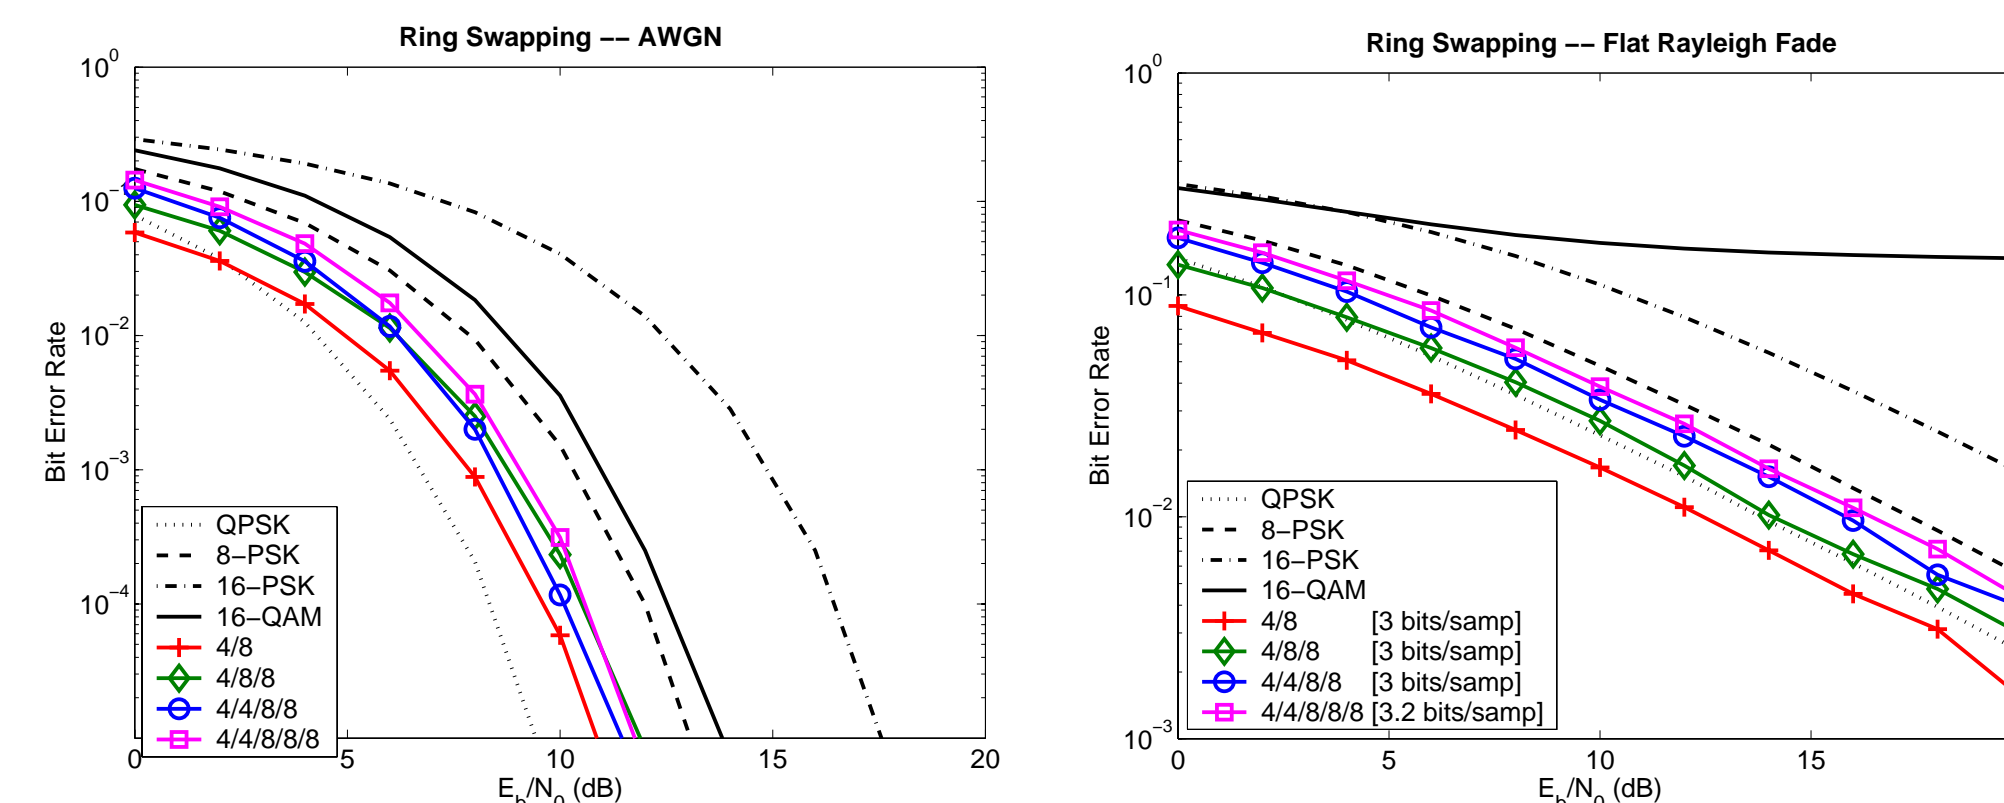 Ring Swapping −− AWGN
10^0
10^−1
10^−2
10^−3
10^−4
Bit Error Rate
QPSK
8−PSK
16−PSK
16−QAM
4/8
4/8/8
4/4/8/8
4/4/8/8/8
0 5 10 15 20
E_b/N_0 (dB)
Ring Swapping −− Flat Rayleigh Fade
10^0
10^−1
10^−2
10^−3
Bit Error Rate
QPSK
8−PSK
16−PSK
16−QAM
4/8 [3 bits/samp]
4/8/8 [3 bits/samp]
4/4/8/8 [3 bits/samp]
4/4/8/8/8 [3.2 bits/samp]
0 5 10 15
E_b/N_0 (dB)